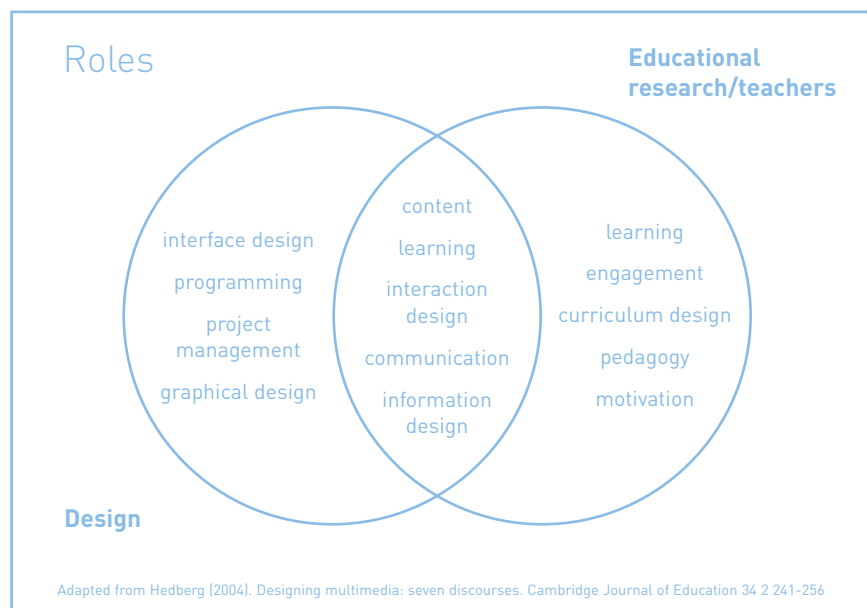 Roles
Educational
research/teachers
interface design
programming
project
management
graphical design
content
learning
interaction
design
communication
information
design
learning
engagement
curriculum design
pedagogy
motivation
Design
Adapted from Hedberg (2004). Designing multimedia: seven discourses. Cambridge Journal of Education 34 2 241-256